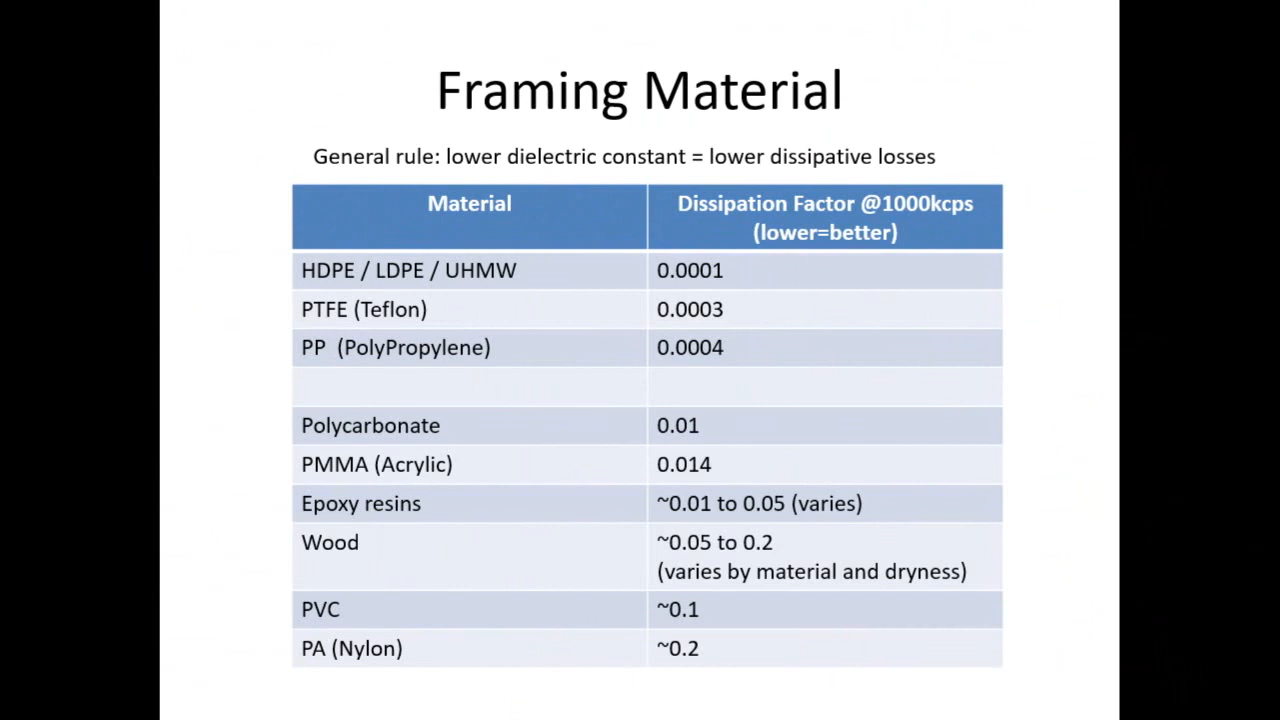 Framing Material
General rule: lower dielectric constant = lower dissipative losses
Material
Dissipation Factor @1000kcps
(lower=better)
HDPE / LDPE / UHMW
0.0001
PTFE (Teflon)
0.0003
PP  (PolyPropylene)
0.0004
Polycarbonate
0.01
PMMA (Acrylic)
0.014
Epoxy resins
~0.01 to 0.05 (varies)
Wood
~0.05 to 0.2
(varies by material and dryness)
PVC
~0.1
PA (Nylon)
~0.2